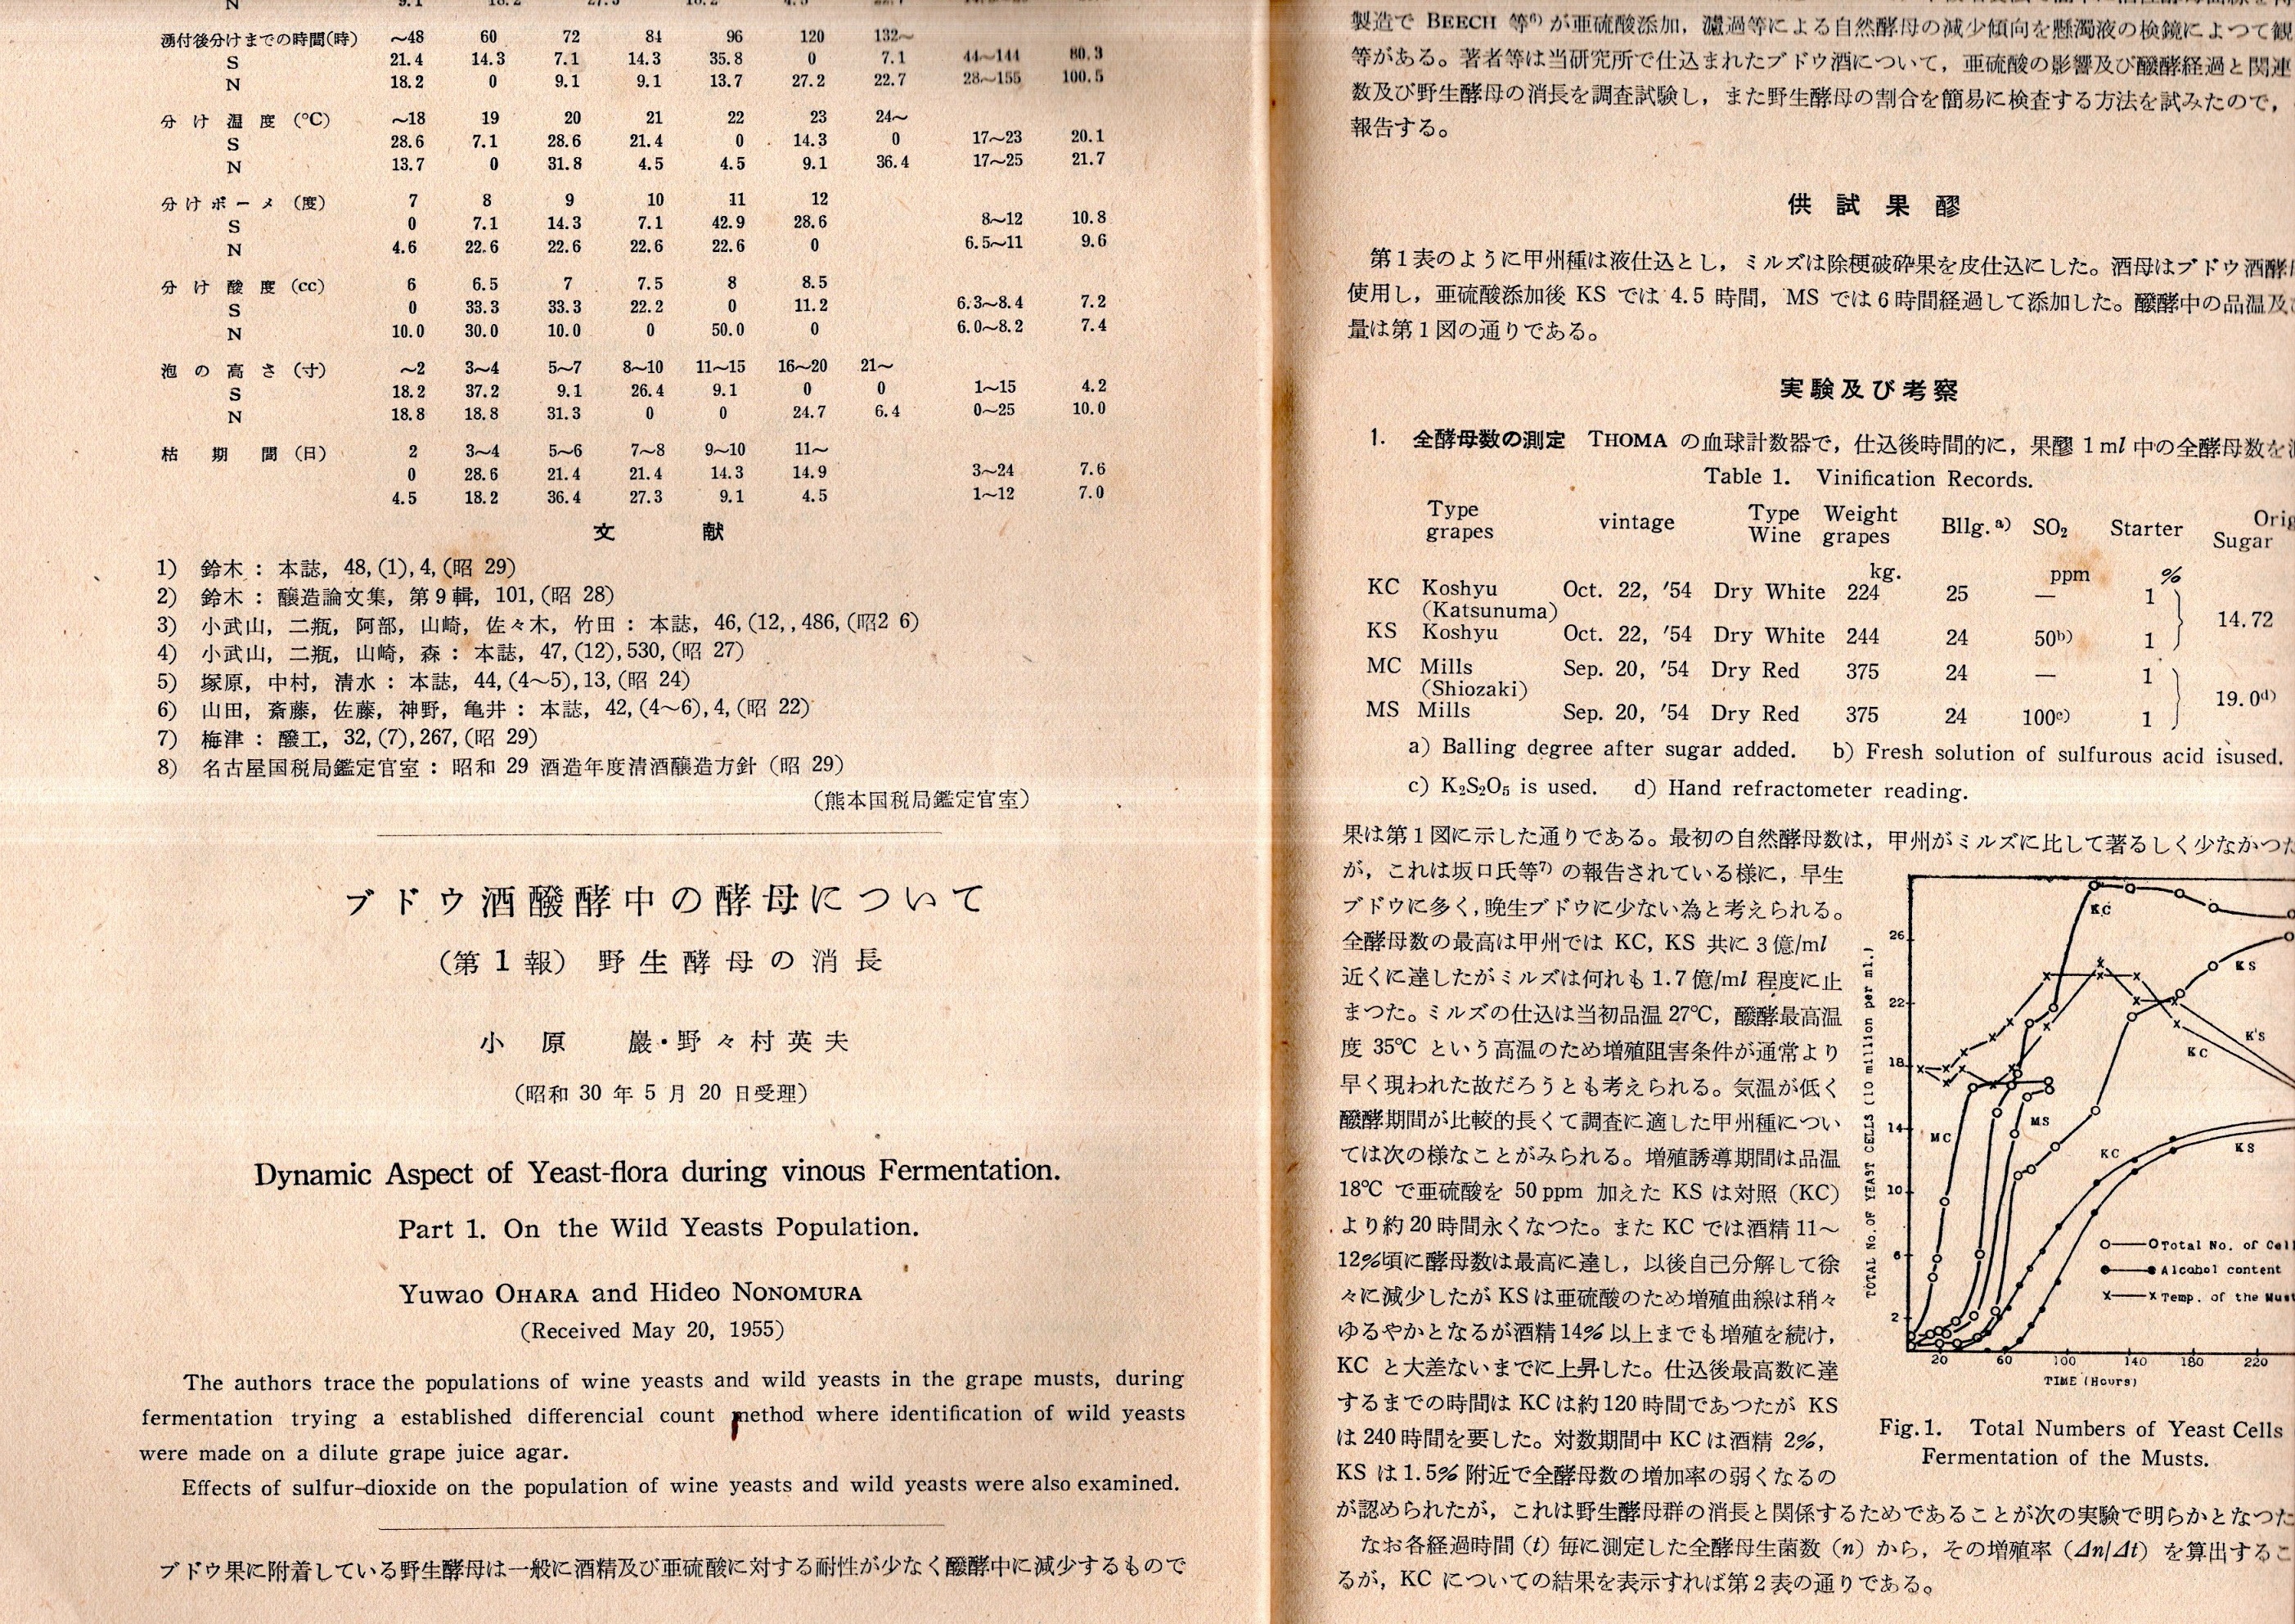 湧付後分けまでの時間(時) ~48 60 72 84 96 120 132~
S 21.4 14.3 7.1 14.3 35.8 0 7.1 44~144 80.3
N 18.2 0 9.1 9.1 13.7 27.2 22.7 28~155 100.5
分け温度(℃) ~18 19 20 21 22 23 24~
S 28.6 7.1 28.6 21.4 0 14.3 0 17~23 20.1
N 13.7 0 31.8 4.5 4.5 9.1 36.4 17~25 21.7
分けボーメ(度) 7 8 9 10 11 12
S 0 7.1 14.3 7.1 42.9 28.6 8~12 10.8
N 4.6 22.6 22.6 22.6 22.6 0 6.5~11 9.6
分け酸度(cc) 6 6.5 7 7.5 8 8.5
S 0 33.3 33.3 22.2 0 11.2 6.3~8.4 7.2
N 10.0 30.0 10.0 0 50.0 0 6.0~8.2 7.4
泡の高さ(寸) ~2 3~4 5~7 8~10 11~15 16~20 21~
S 18.2 37.2 9.1 26.4 9.1 0 0 1~15 4.2
N 18.8 18.8 31.3 0 0 24.7 6.4 0~25 10.0
枯期間(日) 2 3~4 5~6 7~8 9~10 11~
0 28.6 21.4 21.4 14.3 14.9 3~24 7.6
4.5 18.2 36.4 27.3 9.1 4.5 1~12 7.0
文献
1) 鈴木:本誌,48,(1),4,(昭 29)
2) 鈴木:醸造論文集,第9輯,101,(昭 28)
3) 小武山,二瓶,阿部,山崎,佐々木,竹田:本誌,46,(12,,486,(昭2 6)
4) 小武山,二瓶,山崎,森:本誌,47,(12),530,(昭 27)
5) 塚原,中村,清水:本誌,44,(4~5),13,(昭 24)
6) 山田,斎藤,佐藤,神野,亀井:本誌,42,(4~6),4,(昭 22)
7) 梅津:醗工,32,(7),267,(昭 29)
8) 名古屋国税局鑑定官室:昭和 29 酒造年度清酒醸造方針(昭 29)
(熊本国税局鑑定官室)
ブドウ酒醱酵中の酵母について
(第1報) 野生酵母の消長
小原 巖・野々村英夫
(昭和 30 年 5 月 20 日受理)
Dynamic Aspect of Yeast-flora during vinous Fermentation.
Part 1. On the Wild Yeasts Population.
Yuwao OHARA and Hideo NONOMURA
(Received May 20, 1955)
The authors trace the populations of wine yeasts and wild yeasts in the grape musts, during
fermentation trying a established differencial count method where identification of wild yeasts
were made on a dilute grape juice agar.
Effects of sulfur-dioxide on the population of wine yeasts and wild yeasts were also examined.
ブドウ果に附着している野生酵母は一般に酒精及び亜硫酸に対する耐性が少なく醱酵中に減少するもので
製造で BEECH 等6) が亜硫酸添加,濾過等による自然酵母の減少傾向を懸濁液の検鏡によつて観
等がある。著者等は当研究所で仕込まれたブドウ酒について,亜硫酸の影響及び醱酵経過と関連
数及び野生酵母の消長を調査試験し,また野生酵母の割合を簡易に検査する方法を試みたので,
報告する。
供試果醪
第1表のように甲州種は液仕込とし,ミルズは除梗破砕果を皮仕込にした。酒母はブドウ酒酵
使用し,亜硫酸添加後 KS では 4.5 時間,MS では6時間経過して添加した。醱酵中の品温及
量は第1図の通りである。
実験及び考察
1. 全酵母数の測定 THOMA の血球計数器で,仕込後時間的に,果醪 1 ml 中の全酵母数を
Table 1. Vinification Records.
Type grapes vintage Type Wine Weight grapes Bllg.a) SO2 Starter Orig
Sugar
kg. ppm %
KC Koshyu (Katsunuma) Oct. 22, '54 Dry White 224 25 — 1
14.72
KS Koshyu Oct. 22, '54 Dry White 244 24 50b) 1
MC Mills (Shiozaki) Sep. 20, '54 Dry Red 375 24 — 1
19.0d)
MS Mills Sep. 20, '54 Dry Red 375 24 100c) 1
a) Balling degree after sugar added. b) Fresh solution of sulfurous acid isused.
c) K2S2O5 is used. d) Hand refractometer reading.
果は第1図に示した通りである。最初の自然酵母数は,甲州がミルズに比して著るしく少なかつた
が,これは坂口氏等7) の報告されている様に,早生
ブドウに多く,晩生ブドウに少ない為と考えられる。
全酵母数の最高は甲州では KC, KS 共に3億/ml
近くに達したがミルズは何れも 1.7 億/ml 程度に止
まつた。ミルズの仕込は当初品温 27℃,醱酵最高温
度 35℃ という高温のため増殖阻害条件が通常より
早く現われた故だろうとも考えられる。気温が低く
醱酵期間が比較的長くて調査に適した甲州種につい
ては次の様なことがみられる。増殖誘導期間は品温
18℃ で亜硫酸を 50 ppm 加えた KS は対照 (KC)
より約20時間永くなつた。また KC では酒精 11~
12%頃に酵母数は最高に達し,以後自己分解して徐
々に減少したが KS は亜硫酸のため増殖曲線は稍々
ゆるやかとなるが酒精14% 以上までも増殖を続け,
KC と大差ないまでに上昇した。仕込後最高数に達
するまでの時間は KC は約120時間であつたが KS
は 240時間を要した。対数期間中 KC は酒精 2%,
KS は 1.5% 附近で全酵母数の増加率の弱くなるの
が認められたが,これは野生酵母群の消長と関係するためであることが次の実験で明らかとなつた
なお各経過時間 (t) 毎に測定した全酵母生菌数 (n) から,その増殖率 (Δn/Δt) を算出するこ
るが,KC についての結果を表示すれば第2表の通りである。
TOTAL No. OF YEAST CELLS (10 million per ml.)
26
22
18
14
10
6
2
KC
KS
KS
KC
MC
MS
KC
KS
Total No. of Cell
Alcohol content
Temp. of the Must
20 60 100 140 180 220
TIME (Hours)
Fig.1. Total Numbers of Yeast Cells
Fermentation of the Musts.